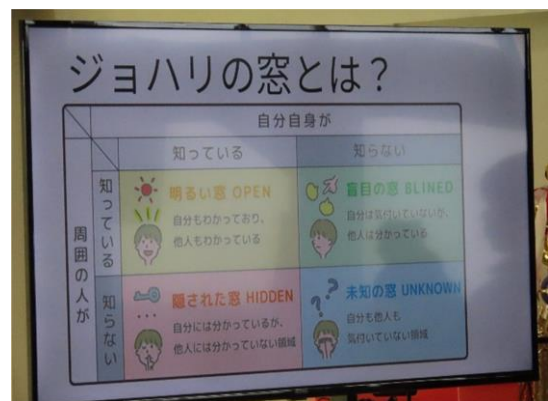 ジョハリの窓とは？
自分自身が
知っている
知らない
周囲の人が
知っている
明るい窓 OPEN
自分もわかっており、
他人もわかっている
盲目の窓 BLINED
自分は気付いていないが、
他人は分かっている
知らない
隠された窓 HIDDEN
自分には分かっているが、
他人には分かっていない領域
未知の窓 UNKNOWN
自分も他人も
気付いていない領域